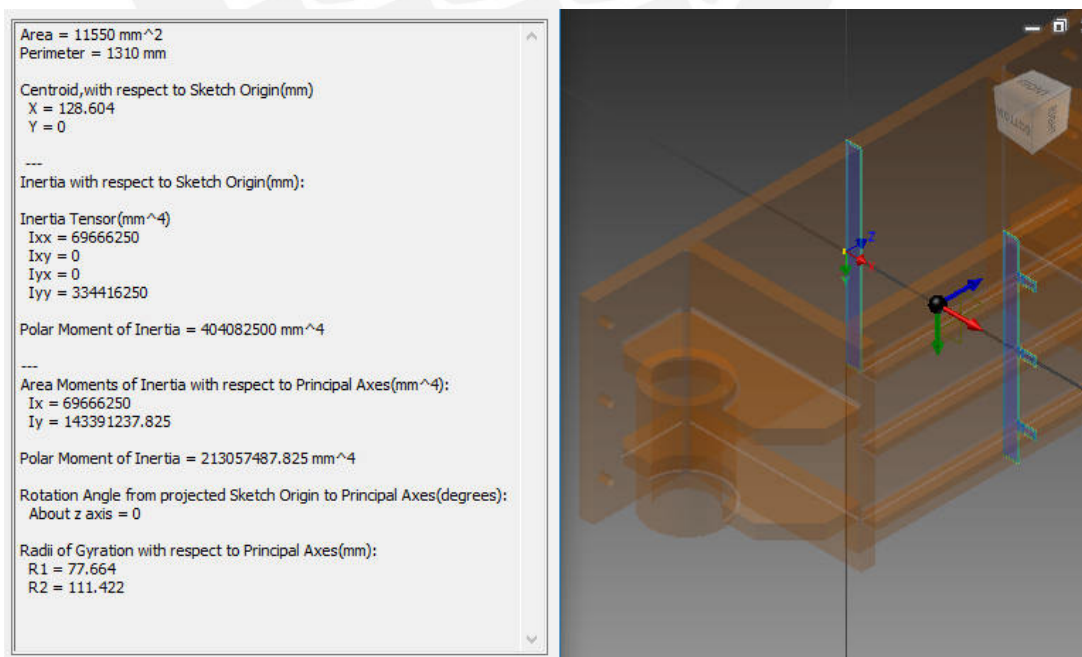 Area = 11550 mm^2
Perimeter = 1310 mm
Centroid,with respect to Sketch Origin(mm)
X = 128.604
Y = 0
---
Inertia with respect to Sketch Origin(mm):
Inertia Tensor(mm^4)
Ixx = 69666250
Ixy = 0
Iyx = 0
Iyy = 334416250
Polar Moment of Inertia = 404082500 mm^4
---
Area Moments of Inertia with respect to Principal Axes(mm^4):
Ix = 69666250
Iy = 143391237.825
Polar Moment of Inertia = 213057487.825 mm^4
Rotation Angle from projected Sketch Origin to Principal Axes(degrees):
About z axis = 0
Radii of Gyration with respect to Principal Axes(mm):
R1 = 77.664
R2 = 111.422
BOTTOM
Z